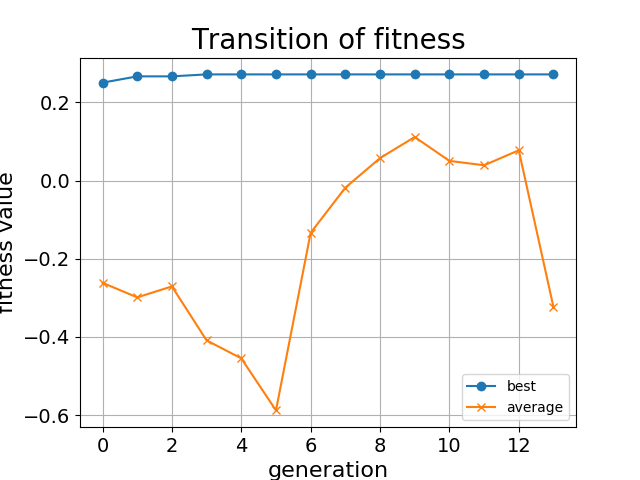 Transition of fitness
fitness value
0.2
0.0
−0.2
−0.4
−0.6
0 2 4 6 8 10 12
generation
best
average